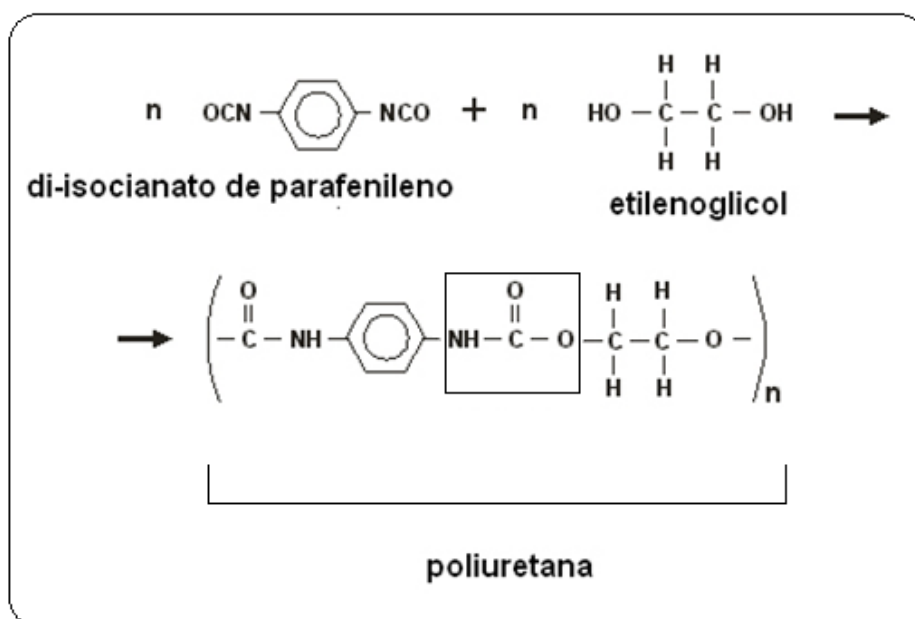 H H
n OCN NCO + n HO — C — C — OH
H H
di-isocianato de parafenileno
etilenoglicol
O O H H
— C — NH NH — C — O — C — C — O —
H H
n
poliuretana